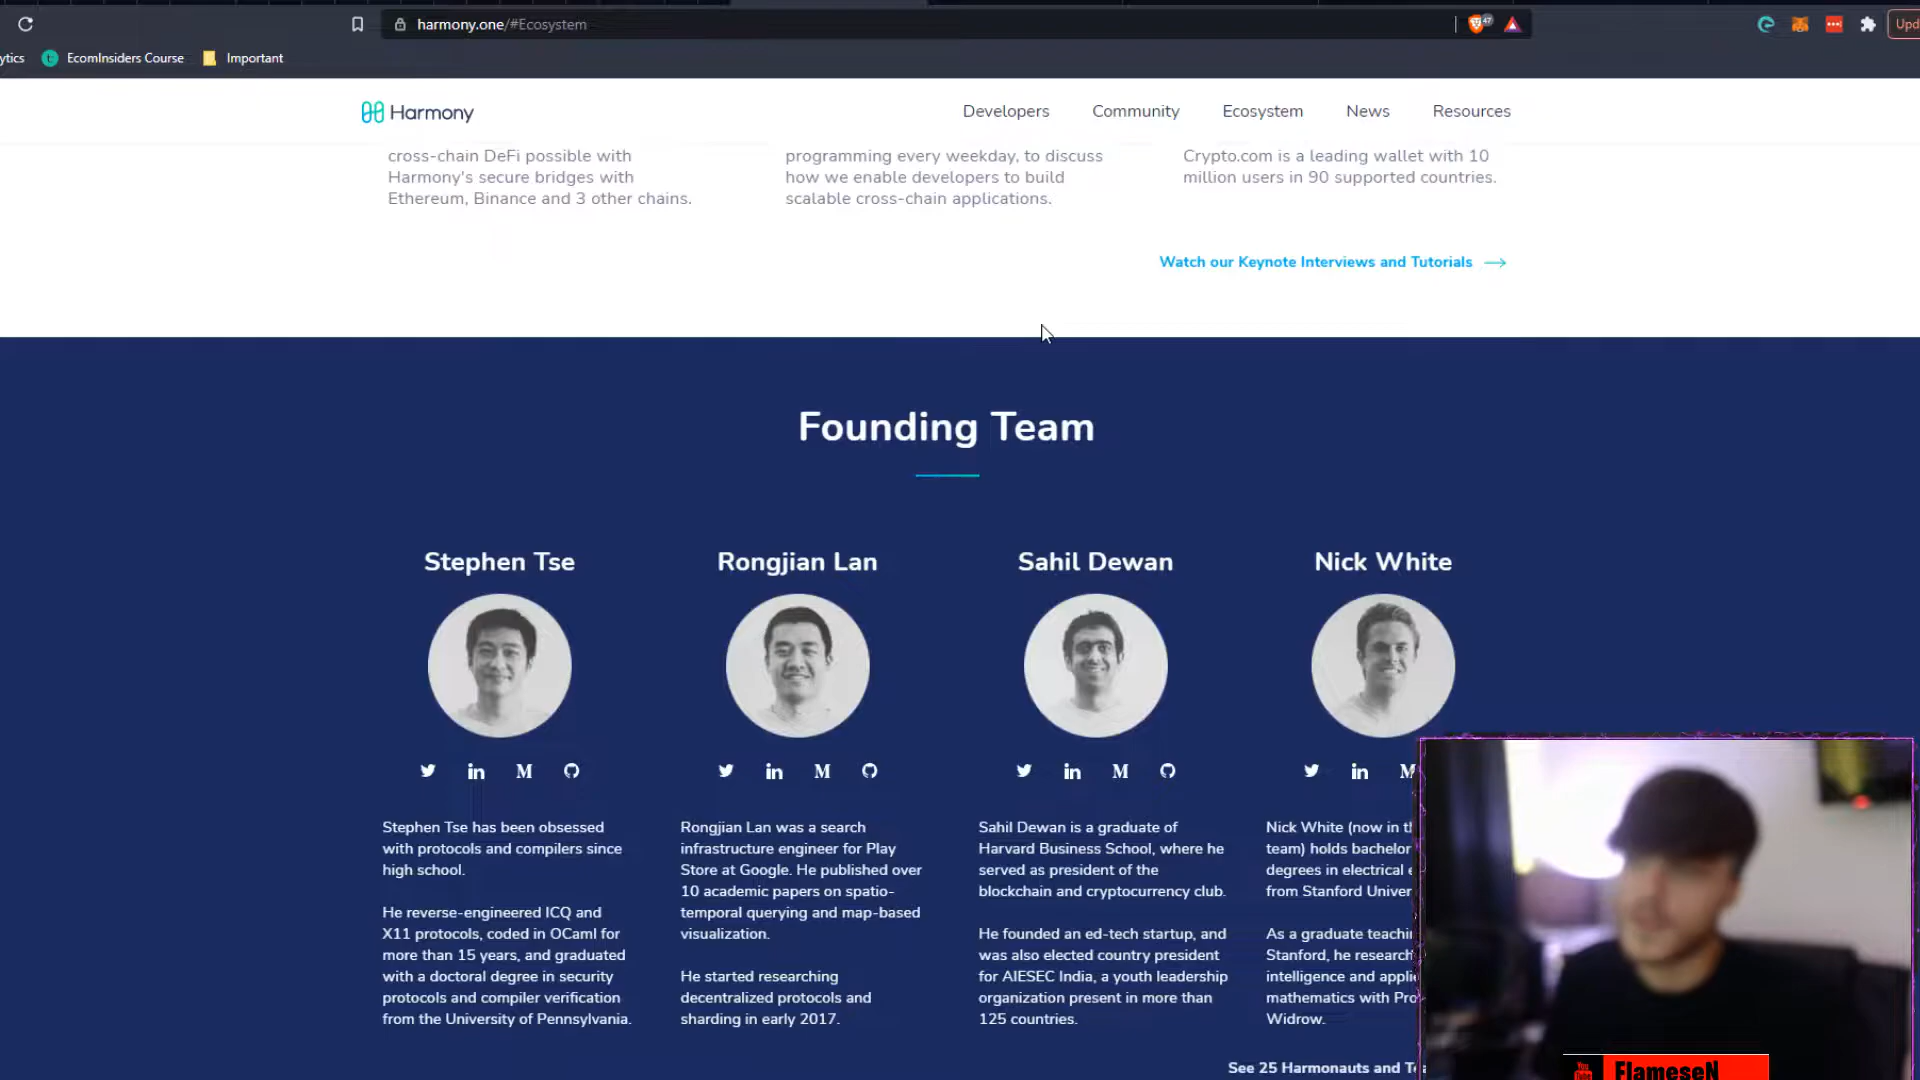 harmony.one/#Ecosystem
47
Upd
ytics
EcomInsiders Course
Important
Harmony
Developers
Community
Ecosystem
News
Resources
cross-chain DeFi possible with
Harmony's secure bridges with
Ethereum, Binance and 3 other chains.
programming every weekday, to discuss
how we enable developers to build
scalable cross-chain applications.
Crypto.com is a leading wallet with 10
million users in 90 supported countries.
Watch our Keynote Interviews and Tutorials
Founding Team
Stephen Tse
Stephen Tse has been obsessed
with protocols and compilers since
high school.
He reverse-engineered ICQ and
X11 protocols, coded in OCaml for
more than 15 years, and graduated
with a doctoral degree in security
protocols and compiler verification
from the University of Pennsylvania.
Rongjian Lan
Rongjian Lan was a search
infrastructure engineer for Play
Store at Google. He published over
10 academic papers on spatio-
temporal querying and map-based
visualization.
He started researching
decentralized protocols and
sharding in early 2017.
Sahil Dewan
Sahil Dewan is a graduate of
Harvard Business School, where he
served as president of the
blockchain and cryptocurrency club.
He founded an ed-tech startup, and
was also elected country president
for AIESEC India, a youth leadership
organization present in more than
125 countries.
Nick White
Nick White (now in th
team) holds bachelor
degrees in electrical e
from Stanford Univer
As a graduate teachi
Stanford, he research
intelligence and appli
mathematics with Pro
Widrow.
See 25 Harmonauts and Te
You
FlameseN